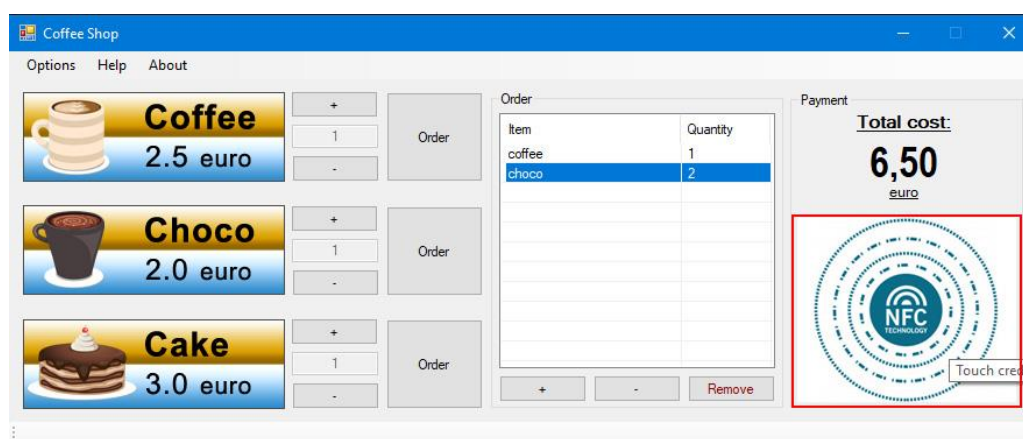 Coffee Shop
Options Help About
Coffee
2.5 euro
+
1
-
Order
Choco
2.0 euro
+
1
-
Order
Cake
3.0 euro
+
1
-
Order
Order
Item Quantity
coffee 1
choco 2
+ - Remove
Payment
Total cost:
6,50
euro
NFC
TECHNOLOGY
Touch cred